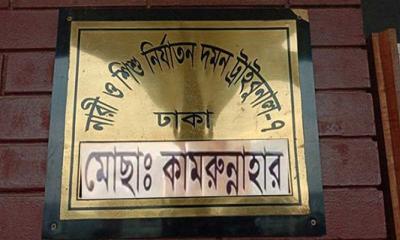 নারী ও শিশু নির্যাতন দমন ট্রাইবুনাল-৭
ঢাকা
মোছাঃ কামরুন্নাহার